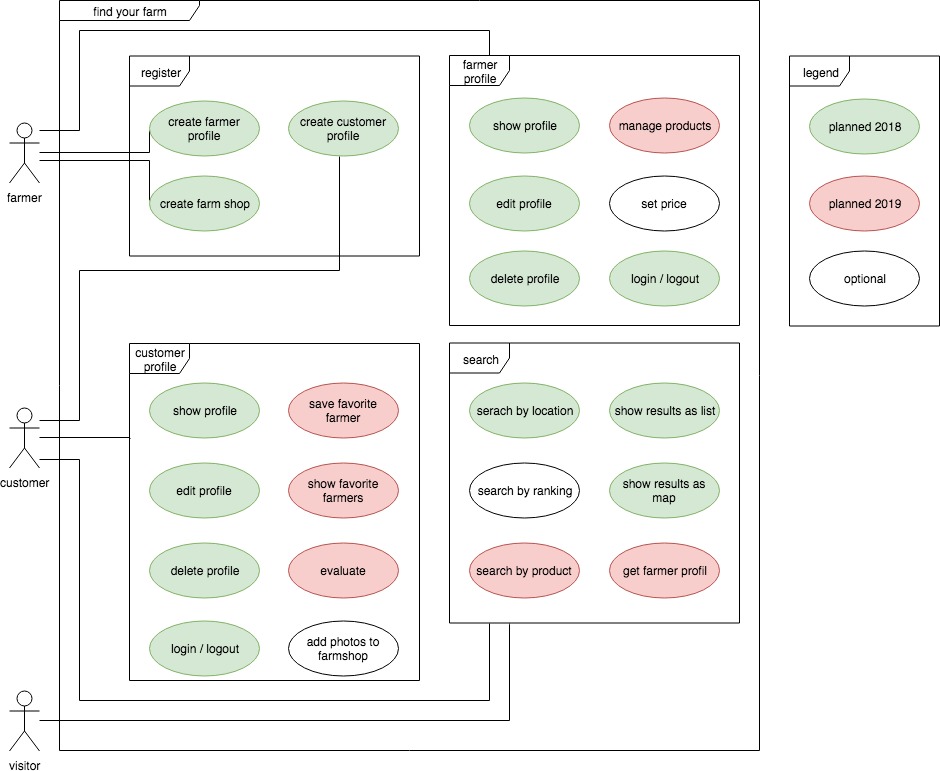 find your farm
register
create farmer
profile
create customer
profile
create farm shop
farmer
profile
show profile
manage products
edit profile
set price
delete profile
login / logout
legend
planned 2018
planned 2019
optional
farmer
customer
profile
show profile
save favorite
farmer
edit profile
show favorite
farmers
delete profile
evaluate
login / logout
add photos to
farmshop
search
serach by location
show results as list
search by ranking
show results as
map
search by product
get farmer profil
customer
visitor